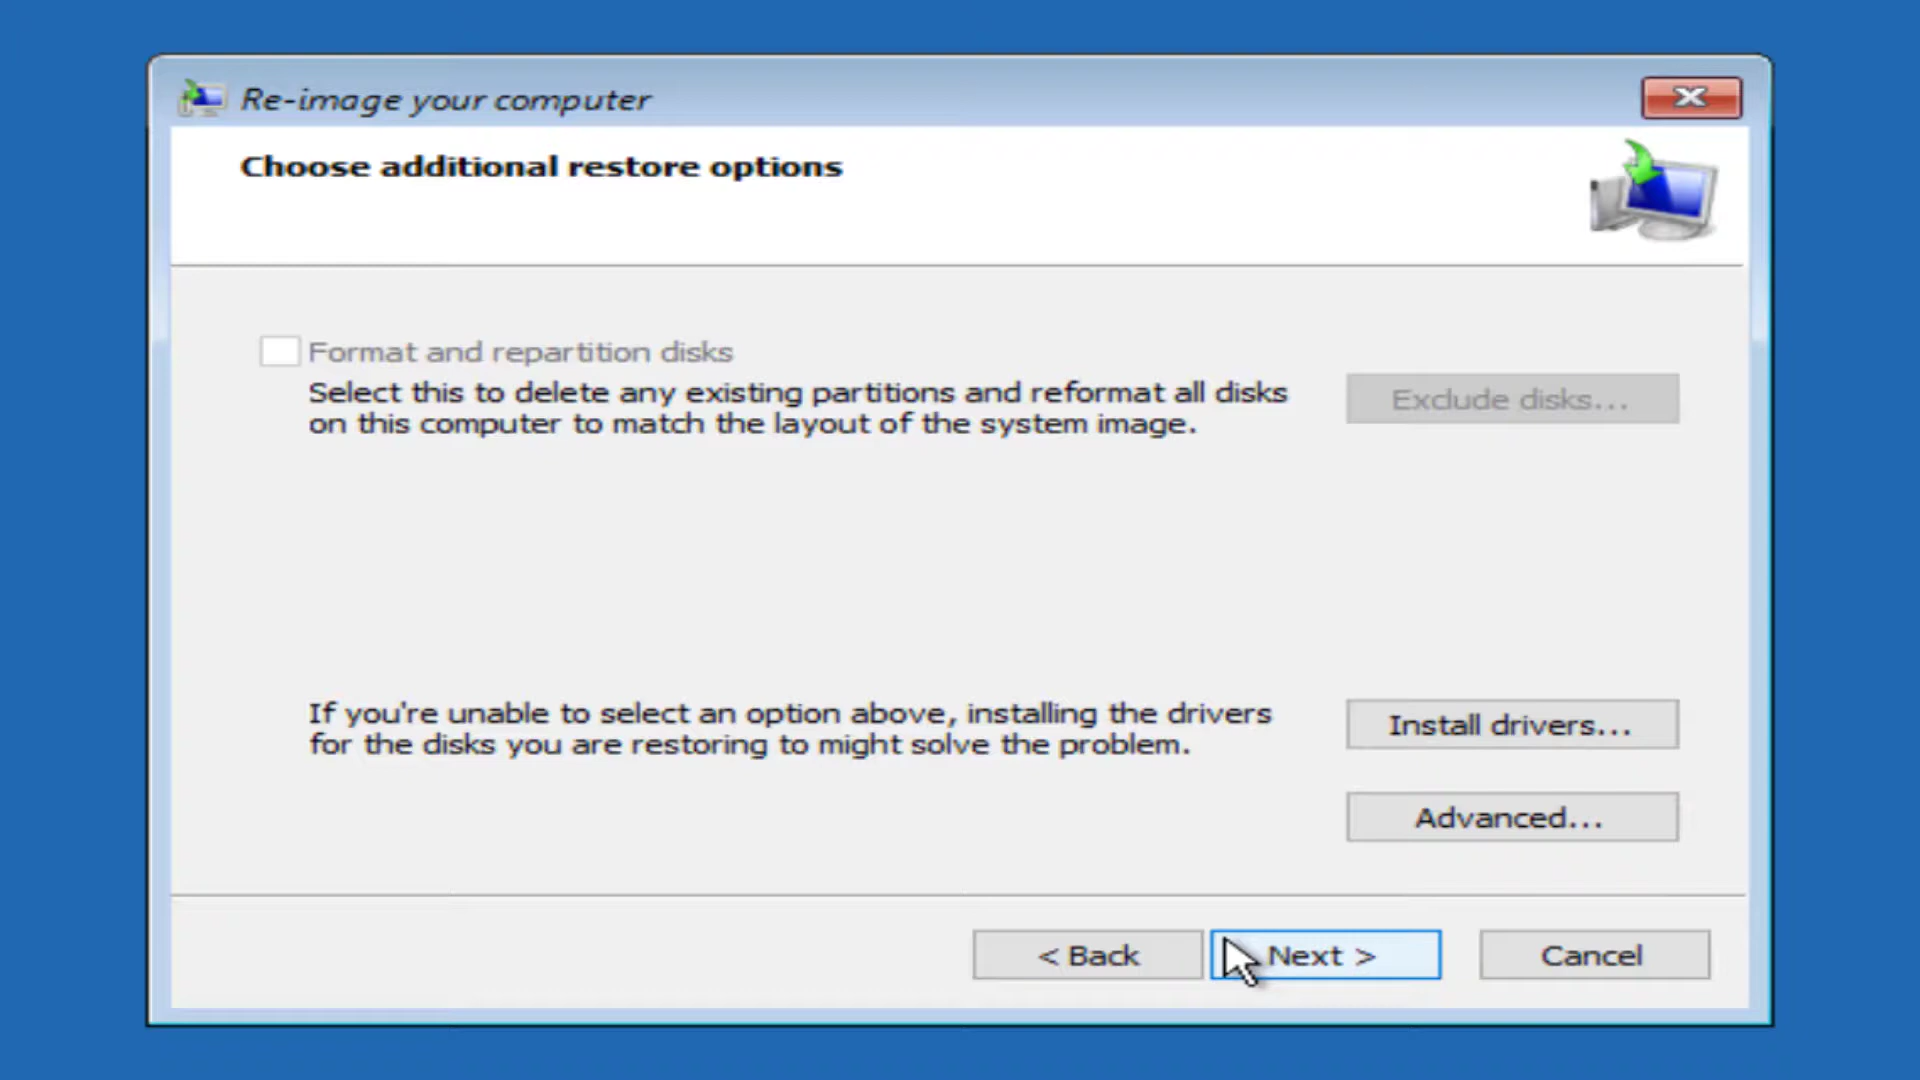 Re-image your computer
Choose additional restore options
Format and repartition disks
Select this to delete any existing partitions and reformat all disks
on this computer to match the layout of the system image.
Exclude disks...
If you're unable to select an option above, installing the drivers
for the disks you are restoring to might solve the problem.
Install drivers...
Advanced...
< Back
Next >
Cancel